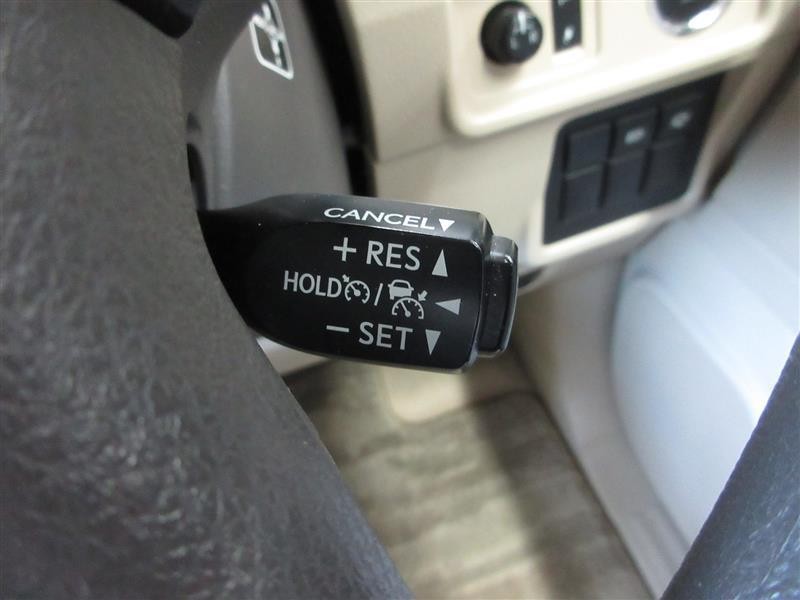 CANCEL▼
+ RES ▲
HOLD / ◀
− SET ▼